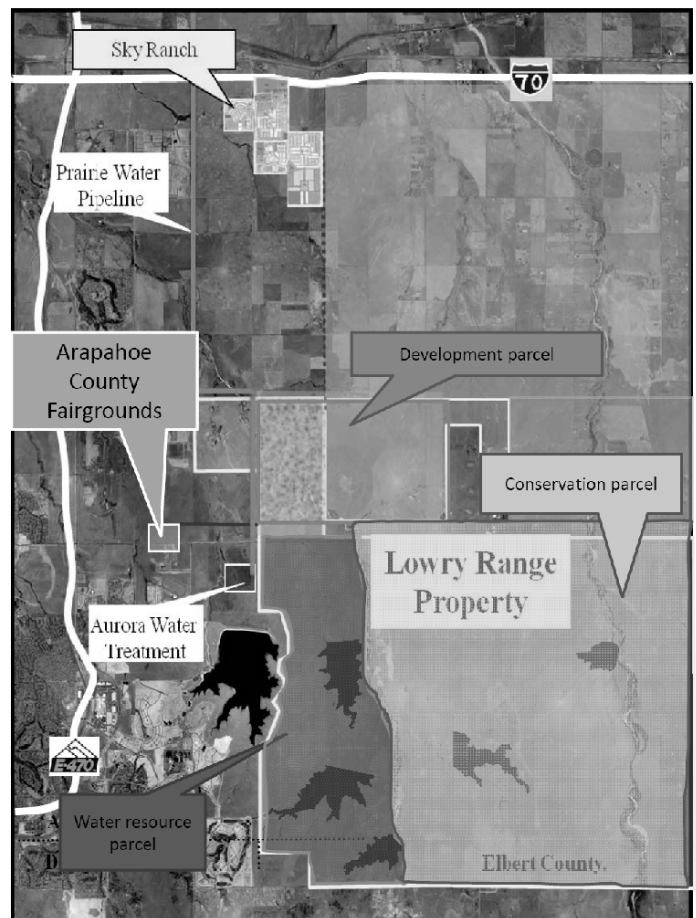 Sky Ranch
70
Prairie Water
Pipeline
Arapahoe
County
Fairgrounds
Development parcel
Conservation parcel
Lowry Range
Property
Aurora Water
Treatment
E-470
Water resource
parcel
A
D
Elbert County.